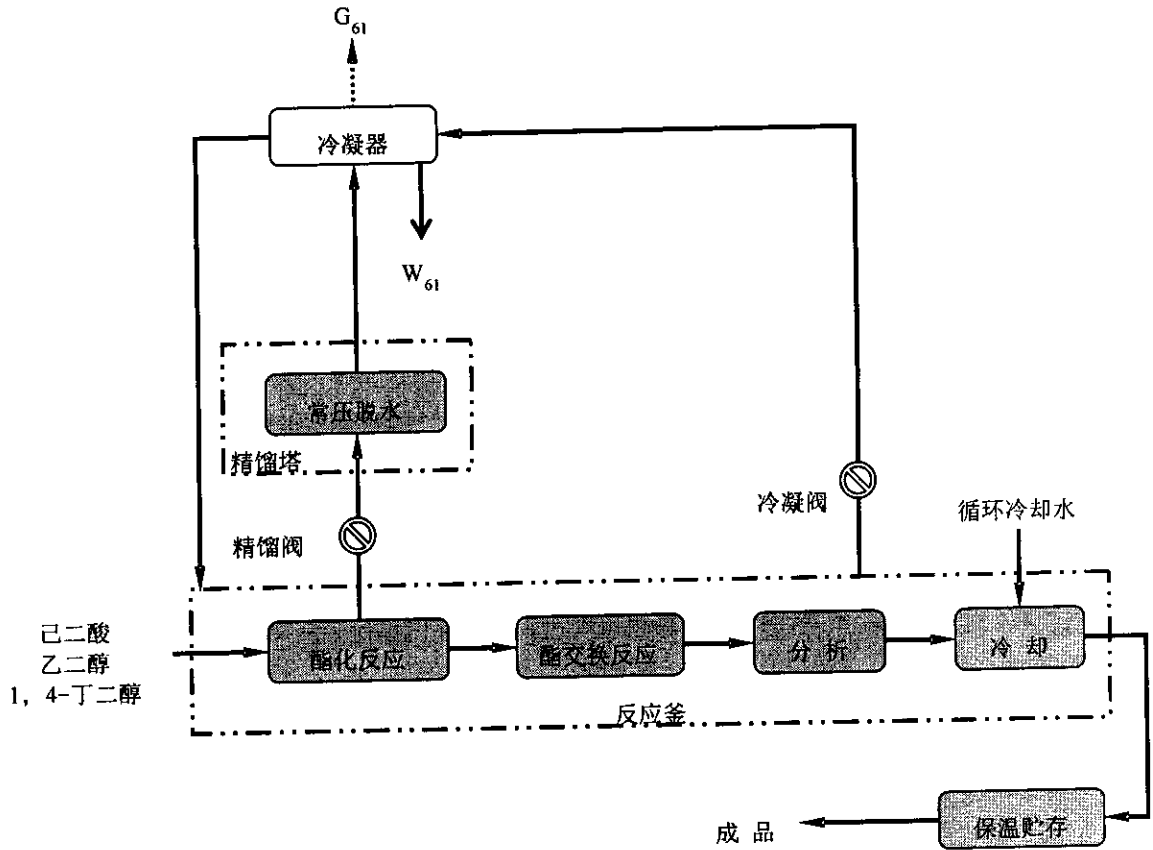 G61
冷凝器
W61
常压脱水
精馏塔
冷凝阀
循环冷却水
精馏阀
己二酸
乙二醇
1, 4-丁二醇
酯化反应
酯交换反应
分 析
冷 却
反应釜
保温贮存
成 品